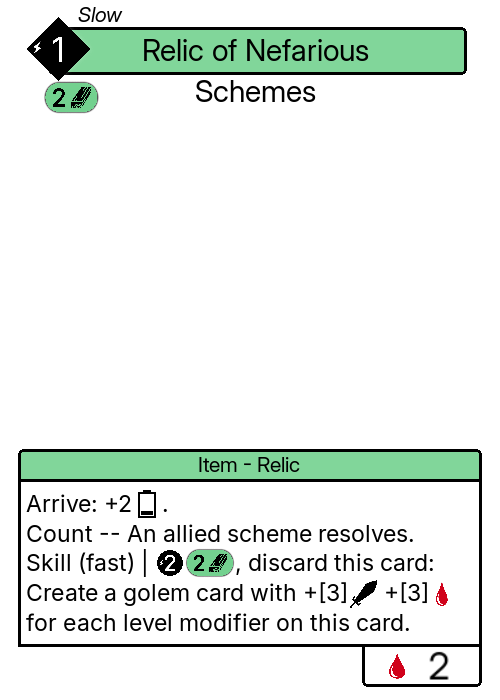 Slow
1 Relic of Nefarious
2 Schemes
Item - Relic
Arrive: +2 .
Count -- An allied scheme resolves.
Skill (fast) | 2 2 , discard this card:
Create a golem card with +[3] +[3]
for each level modifier on this card.
2